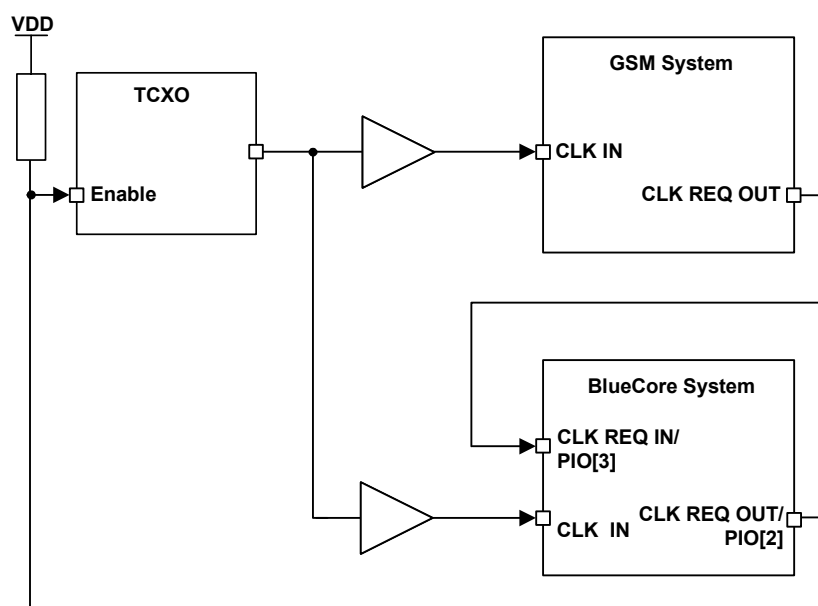 VDD
TCXO
Enable
GSM System
CLK IN
CLK REQ OUT
BlueCore System
CLK REQ IN/
PIO[3]
CLK IN
CLK REQ OUT/
PIO[2]